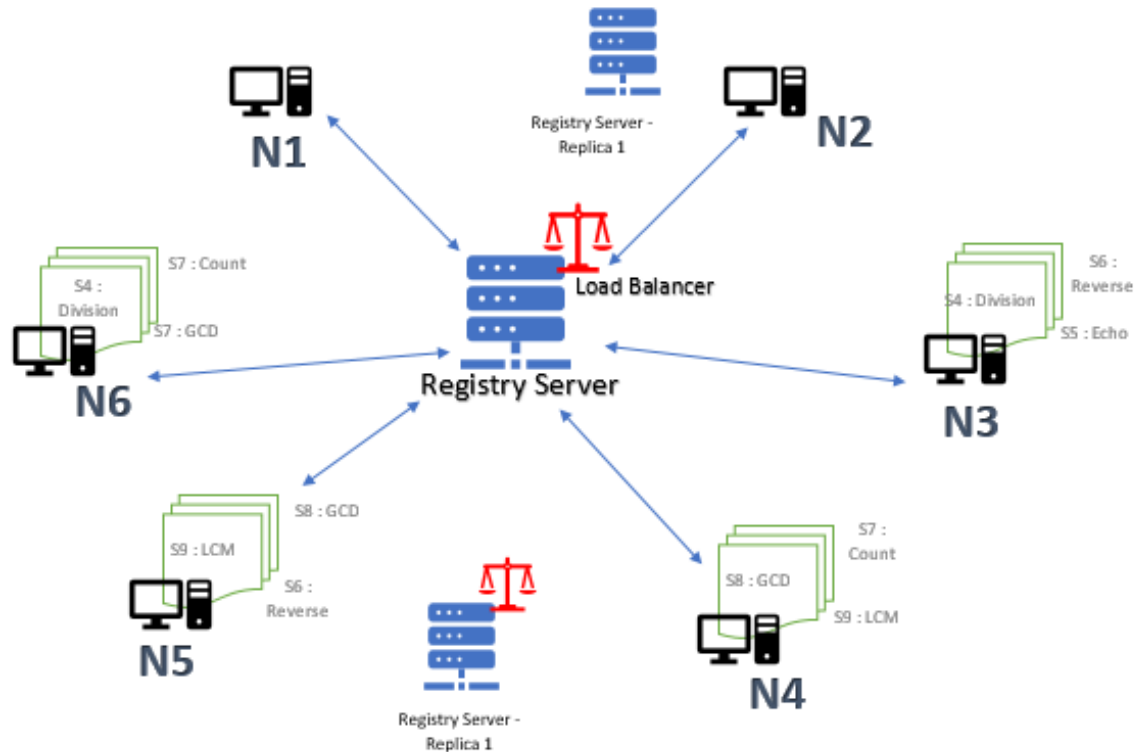 Registry Server -
Replica 1
N1
N2
Load Balancer
Registry Server
S7 : Count
S4 :
Division
S7 : GCD
N6
S6 :
Reverse
S4 : Division
S5 : Echo
N3
S8 : GCD
S9 : LCM
S6 :
Reverse
N5
S7 :
Count
S8 : GCD
S9 : LCM
N4
Registry Server -
Replica 1